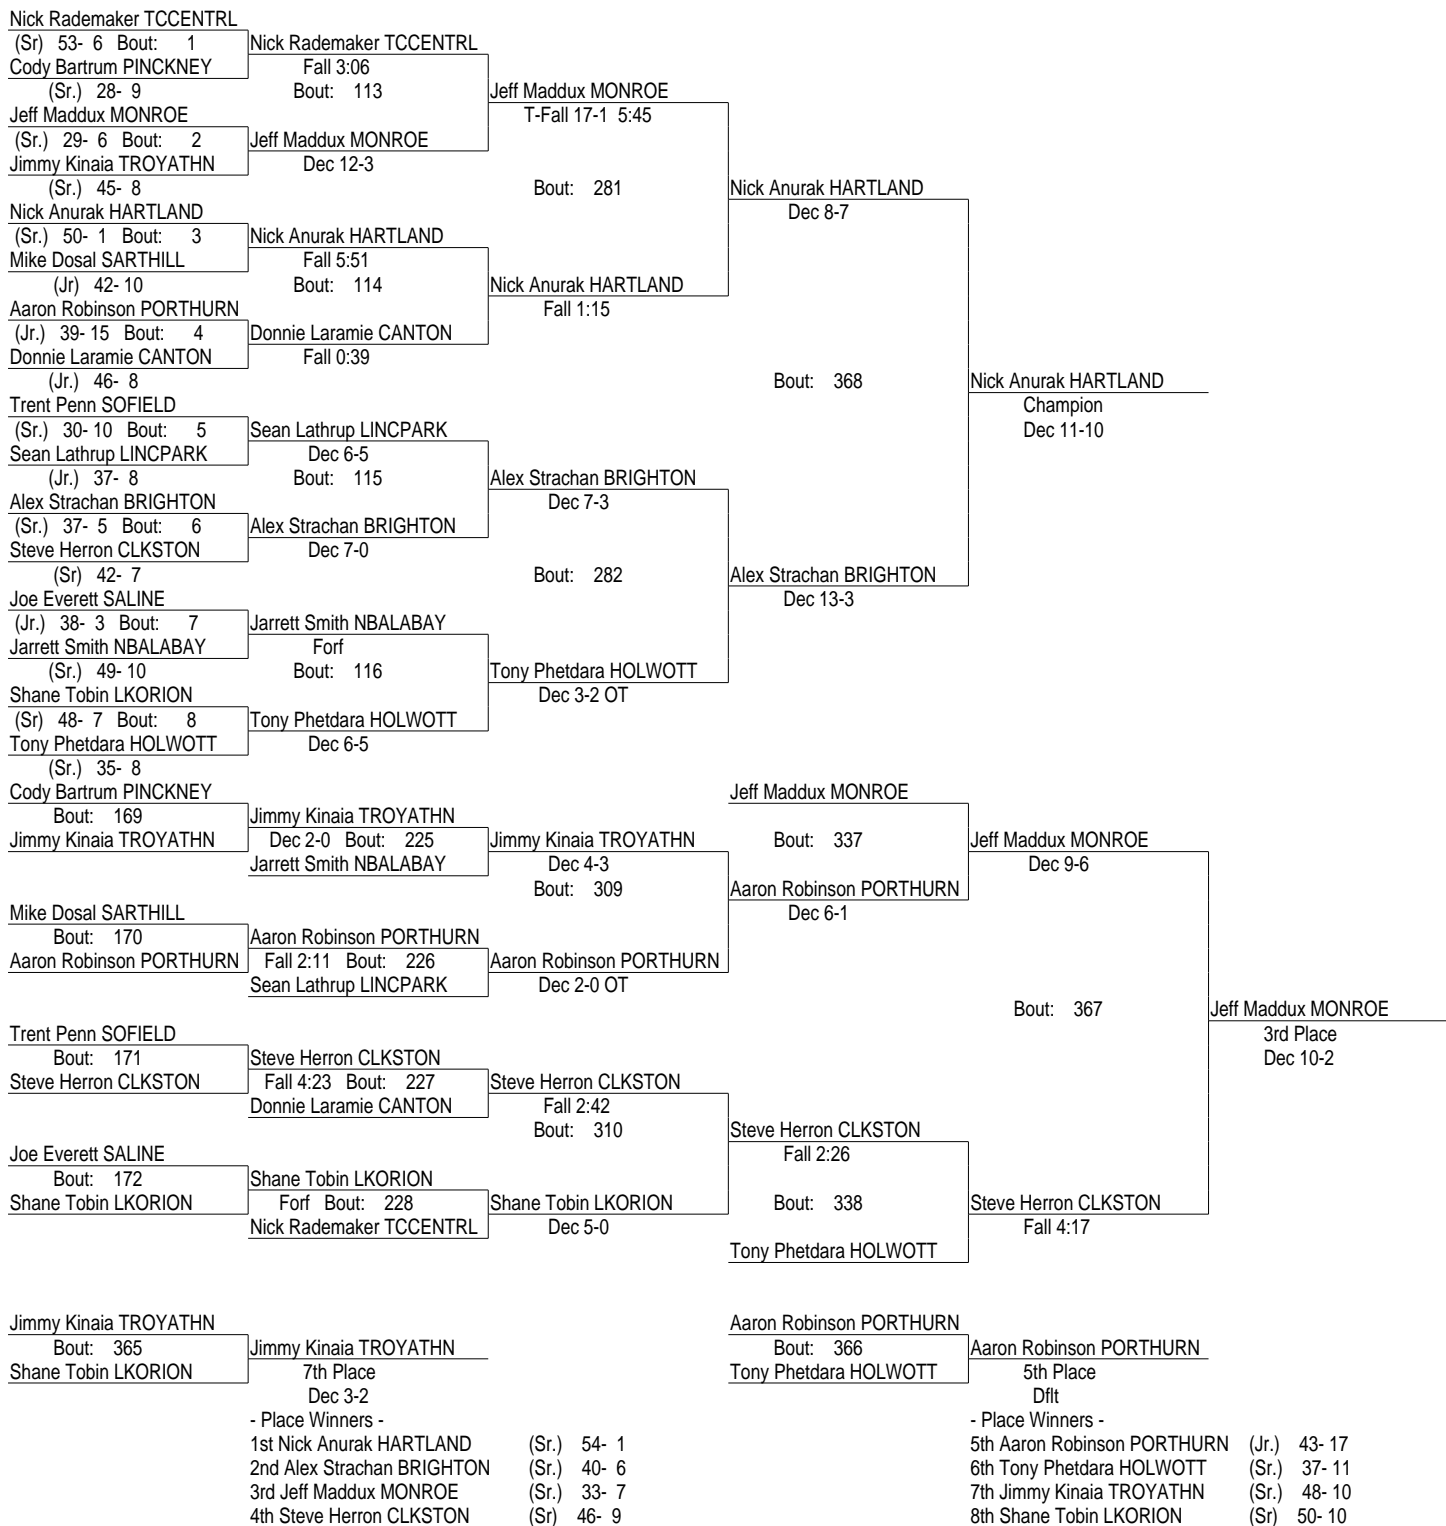 Nick Rademaker TCCENTRL
(Sr) 53- 6 Bout: 1 Nick Rademaker TCCENTRL
Cody Bartrum PINCKNEY Fall 3:06
(Sr.) 28- 9 Bout: 113 Jeff Maddux MONROE
Jeff Maddux MONROE T-Fall 17-1 5:45
(Sr.) 29- 6 Bout: 2 Jeff Maddux MONROE
Jimmy Kinaia TROYATHN Dec 12-3
(Sr.) 45- 8 Bout: 281 Nick Anurak HARTLAND
Nick Anurak HARTLAND Dec 8-7
(Sr.) 50- 1 Bout: 3 Nick Anurak HARTLAND
Mike Dosal SARTHILL Fall 5:51
(Jr) 42- 10 Bout: 114 Nick Anurak HARTLAND
Aaron Robinson PORTHURN Fall 1:15
(Jr.) 39- 15 Bout: 4 Donnie Laramie CANTON
Donnie Laramie CANTON Fall 0:39
(Jr.) 46- 8 Bout: 368 Nick Anurak HARTLAND
Trent Penn SOFIELD Champion
(Sr.) 30- 10 Bout: 5 Sean Lathrup LINCPARK Dec 11-10
Sean Lathrup LINCPARK Dec 6-5
(Jr.) 37- 8 Bout: 115 Alex Strachan BRIGHTON
Alex Strachan BRIGHTON Dec 7-3
(Sr.) 37- 5 Bout: 6 Alex Strachan BRIGHTON
Steve Herron CLKSTON Dec 7-0
(Sr) 42- 7 Bout: 282 Alex Strachan BRIGHTON
Joe Everett SALINE Dec 13-3
(Jr.) 38- 3 Bout: 7 Jarrett Smith NBALABAY
Jarrett Smith NBALABAY Forf
(Sr.) 49- 10 Bout: 116 Tony Phetdara HOLWOTT
Shane Tobin LKORION Dec 3-2 OT
(Sr) 48- 7 Bout: 8 Tony Phetdara HOLWOTT
Tony Phetdara HOLWOTT Dec 6-5
(Sr.) 35- 8
Cody Bartrum PINCKNEY Jeff Maddux MONROE
Bout: 169 Jimmy Kinaia TROYATHN
Jimmy Kinaia TROYATHN Dec 2-0 Bout: 225 Jimmy Kinaia TROYATHN Bout: 337 Jeff Maddux MONROE
Jarrett Smith NBALABAY Dec 4-3 Dec 9-6
Bout: 309 Aaron Robinson PORTHURN
Mike Dosal SARTHILL Dec 6-1
Bout: 170 Aaron Robinson PORTHURN
Aaron Robinson PORTHURN Fall 2:11 Bout: 226 Aaron Robinson PORTHURN
Sean Lathrup LINCPARK Dec 2-0 OT
Bout: 367 Jeff Maddux MONROE
Trent Penn SOFIELD 3rd Place
Bout: 171 Steve Herron CLKSTON Dec 10-2
Steve Herron CLKSTON Fall 4:23 Bout: 227 Steve Herron CLKSTON
Donnie Laramie CANTON Fall 2:42
Bout: 310 Steve Herron CLKSTON
Joe Everett SALINE Fall 2:26
Bout: 172 Shane Tobin LKORION
Shane Tobin LKORION Forf Bout: 228 Shane Tobin LKORION Bout: 338 Steve Herron CLKSTON
Nick Rademaker TCCENTRL Dec 5-0 Fall 4:17
Tony Phetdara HOLWOTT
Jimmy Kinaia TROYATHN Aaron Robinson PORTHURN
Bout: 365 Jimmy Kinaia TROYATHN Bout: 366 Aaron Robinson PORTHURN
Shane Tobin LKORION 7th Place Tony Phetdara HOLWOTT 5th Place
Dec 3-2 Dflt
- Place Winners - - Place Winners -
1st Nick Anurak HARTLAND (Sr.) 54- 1 5th Aaron Robinson PORTHURN (Jr.) 43- 17
2nd Alex Strachan BRIGHTON (Sr.) 40- 6 6th Tony Phetdara HOLWOTT (Sr.) 37- 11
3rd Jeff Maddux MONROE (Sr.) 33- 7 7th Jimmy Kinaia TROYATHN (Sr.) 48- 10
4th Steve Herron CLKSTON (Sr) 46- 9 8th Shane Tobin LKORION (Sr) 50- 10